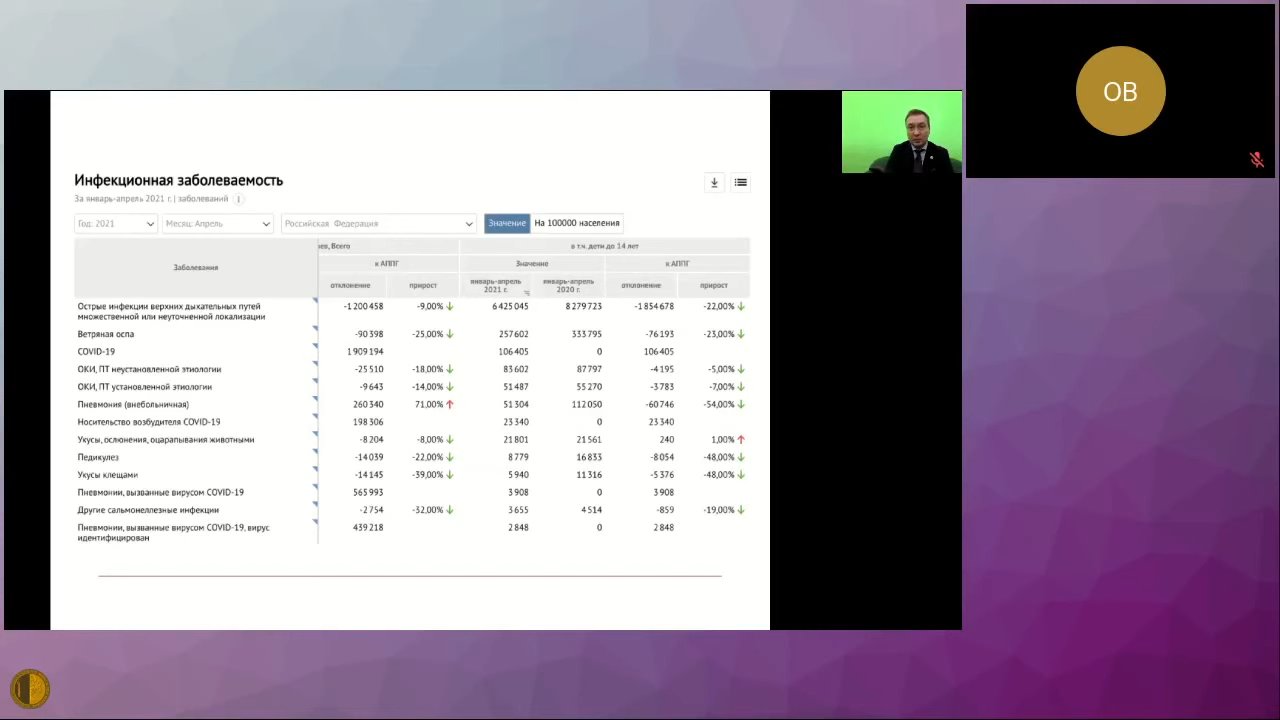 OB
Инфекционная заболеваемость
За январь-апрель 2021 г. | заболеваний i
Год: 2021 Месяц: Апрель Российская Федерация Значение На 100000 населения
Заболевания Всего в т.ч. дети до 14 лет
к АППГ Значение к АППГ
отклонение прирост январь-апрель 2021 г. январь-апрель 2020 г. отклонение прирост
Острые инфекции верхних дыхательных путей -1 200 458 -9,00% ↓ 6 425 045 8 279 723 -1 854 678 -22,00% ↓
множественной или неуточненной локализации
Ветряная оспа -90 398 -25,00% ↓ 257 602 333 795 -76 193 -23,00% ↓
COVID-19 1 909 194 106 405 0 106 405
ОКИ, ПТ неустановленной этиологии -25 510 -18,00% ↓ 83 602 87 797 -4 195 -5,00% ↓
ОКИ, ПТ установленной этиологии -9 643 -14,00% ↓ 51 487 55 270 -3 783 -7,00% ↓
Пневмония (внебольничная) 260 340 71,00% ↑ 51 304 112 050 -60 746 -54,00% ↓
Носительство возбудителя COVID-19 198 306 23 340 0 23 340
Укусы, ослюнения, оцарапывания животными -8 204 -8,00% ↓ 21 801 21 561 240 1,00% ↑
Педикулез -14 039 -22,00% ↓ 8 779 16 833 -8 054 -48,00% ↓
Укусы клещами -14 145 -39,00% ↓ 5 940 11 316 -5 376 -48,00% ↓
Пневмонии, вызванные вирусом COVID-19 565 993 3 908 0 3 908
Другие сальмонеллезные инфекции -2 754 -32,00% ↓ 3 655 4 514 -859 -19,00% ↓
Пневмонии, вызванные вирусом COVID-19, вирус 439 218 2 848 0 2 848
идентифицирован